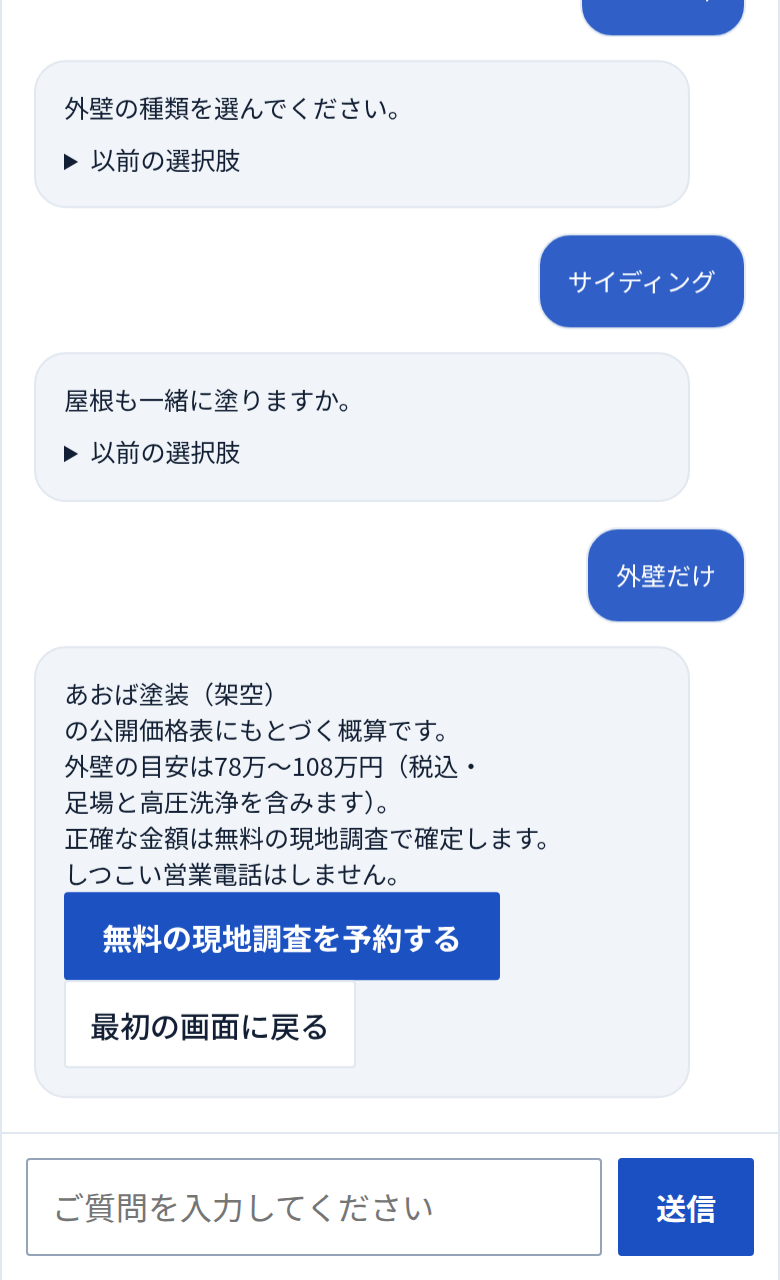 外壁の種類を選んでください。
▶ 以前の選択肢
サイディング
屋根も一緒に塗りますか。
▶ 以前の選択肢
外壁だけ
あおば塗装（架空）
の公開価格表にもとづく概算です。
外壁の目安は78万〜108万円（税込・
足場と高圧洗浄を含みます）。
正確な金額は無料の現地調査で確定します。
しつこい営業電話はしません。
無料の現地調査を予約する
最初の画面に戻る
ご質問を入力してください
送信